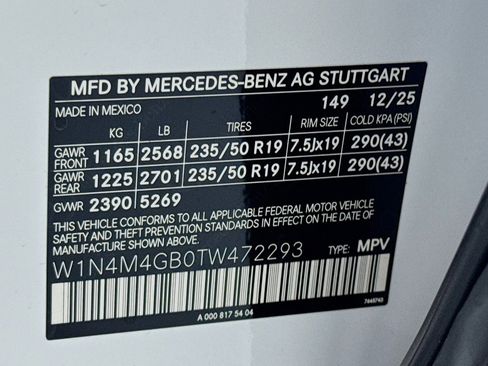 MFD BY MERCEDES-BENZ AG STUTTGART
MADE IN MEXICO 149 12/25
KG LB TIRES RIM SIZE COLD KPA (PSI)
GAWR FRONT 1165 2568 235/50 R19 7.5Jx19 290(43)
GAWR REAR 1225 2701 235/50 R19 7.5Jx19 290(43)
GVWR 2390 5269
THIS VEHICLE CONFORMS TO ALL APPLICABLE FEDERAL MOTOR VEHICLE
SAFETY AND THEFT PREVENTION STANDARDS IN EFFECT ON THE DATE OF
MANUFACTURE SHOWN ABOVE.
W1N4M4GB0TW472293 TYPE: MPV
A 000 817 54 04